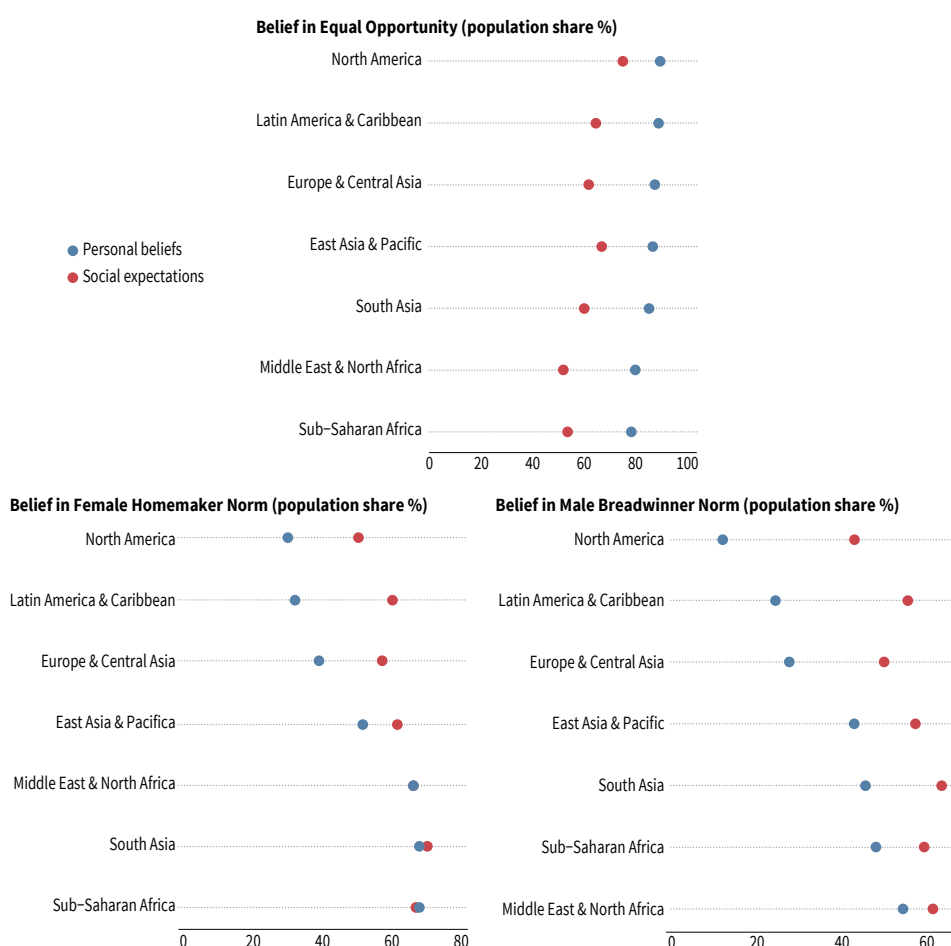 Belief in Equal Opportunity (population share %)
North America
Latin America & Caribbean
Europe & Central Asia
East Asia & Pacific
South Asia
Middle East & North Africa
Sub−Saharan Africa
0 20 40 60 80 100
Personal beliefs
Social expectations
Belief in Female Homemaker Norm (population share %)
North America
Latin America & Caribbean
Europe & Central Asia
East Asia & Pacifica
Middle East & North Africa
South Asia
Sub−Saharan Africa
0 20 40 60 80
Belief in Male Breadwinner Norm (population share %)
North America
Latin America & Caribbean
Europe & Central Asia
East Asia & Pacific
South Asia
Sub−Saharan Africa
Middle East & North Africa
0 20 40 60